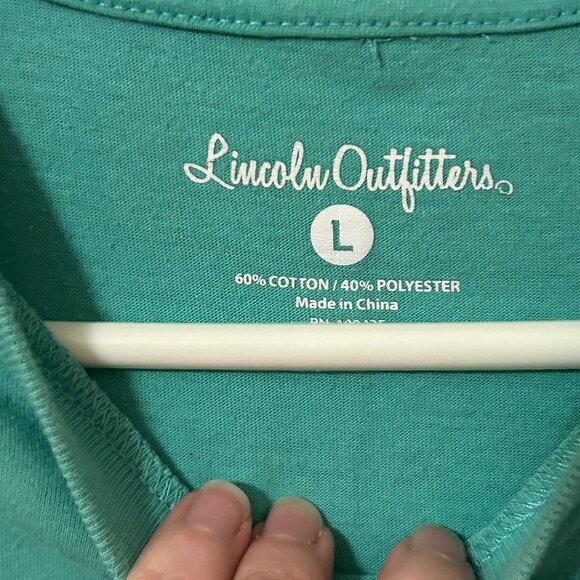 Lincoln Outfitters
L
60% COTTON / 40% POLYESTER
Made in China